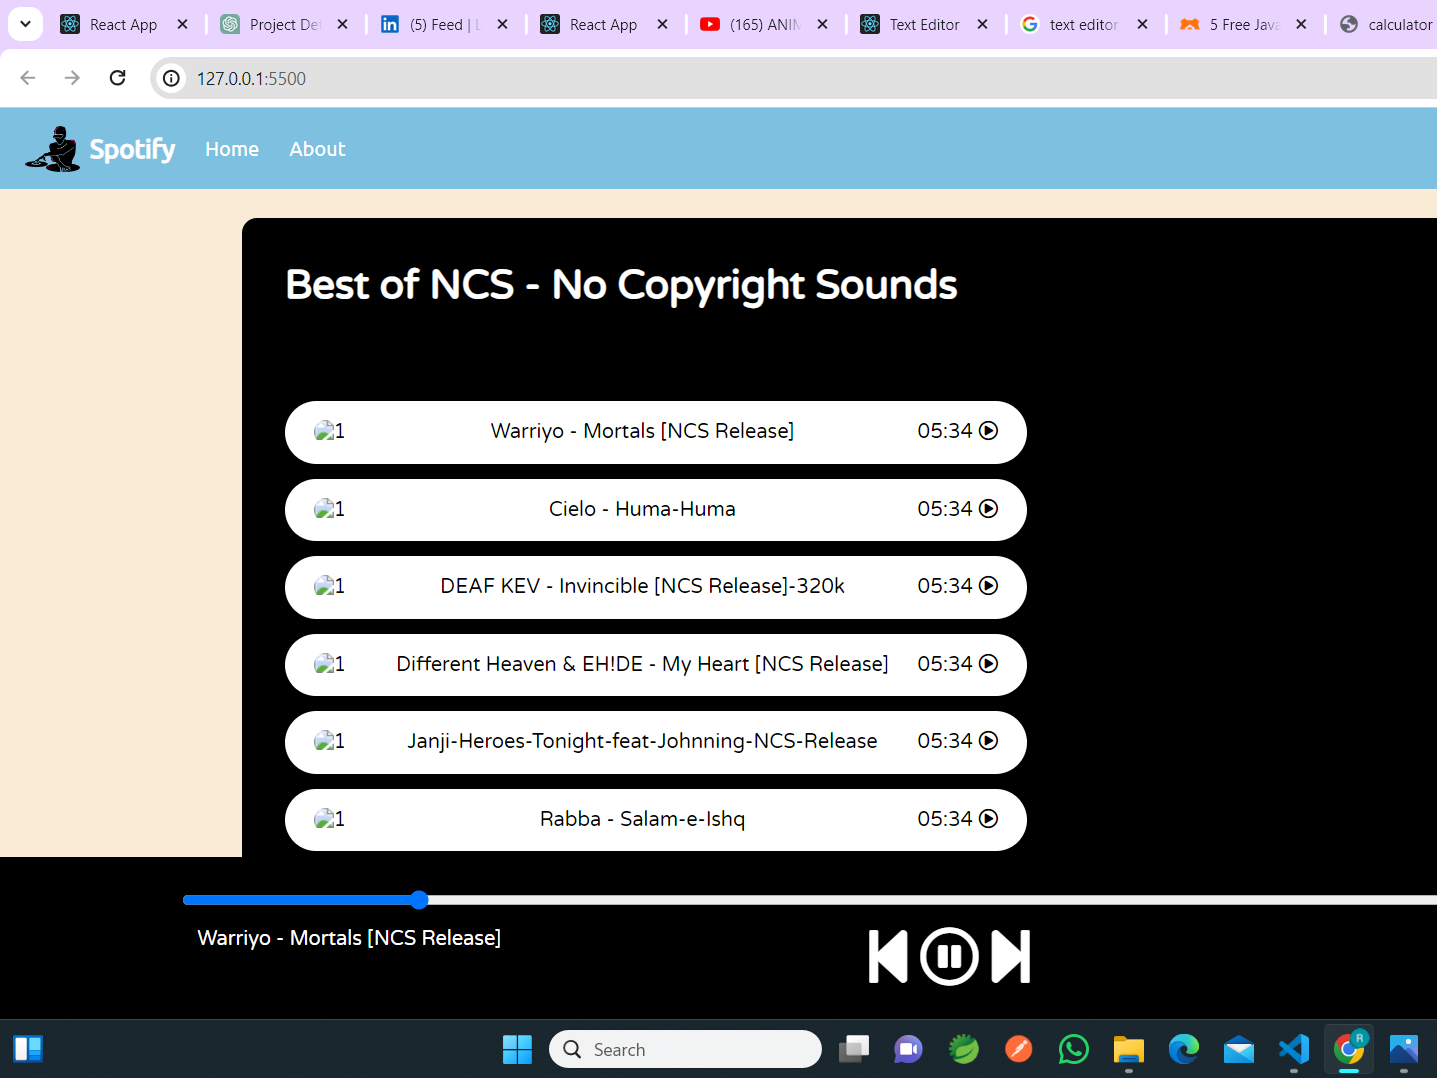 React App
Project Det
(5) Feed | L
React App
(165) ANIM
Text Editor
text editor
5 Free Java
calculator
127.0.0.1:5500
Spotify
Home
About
Best of NCS - No Copyright Sounds
1 Warriyo - Mortals [NCS Release] 05:34
1 Cielo - Huma-Huma 05:34
1 DEAF KEV - Invincible [NCS Release]-320k 05:34
1 Different Heaven & EH!DE - My Heart [NCS Release] 05:34
1 Janji-Heroes-Tonight-feat-Johnning-NCS-Release 05:34
1 Rabba - Salam-e-Ishq 05:34
Warriyo - Mortals [NCS Release]
Search
R